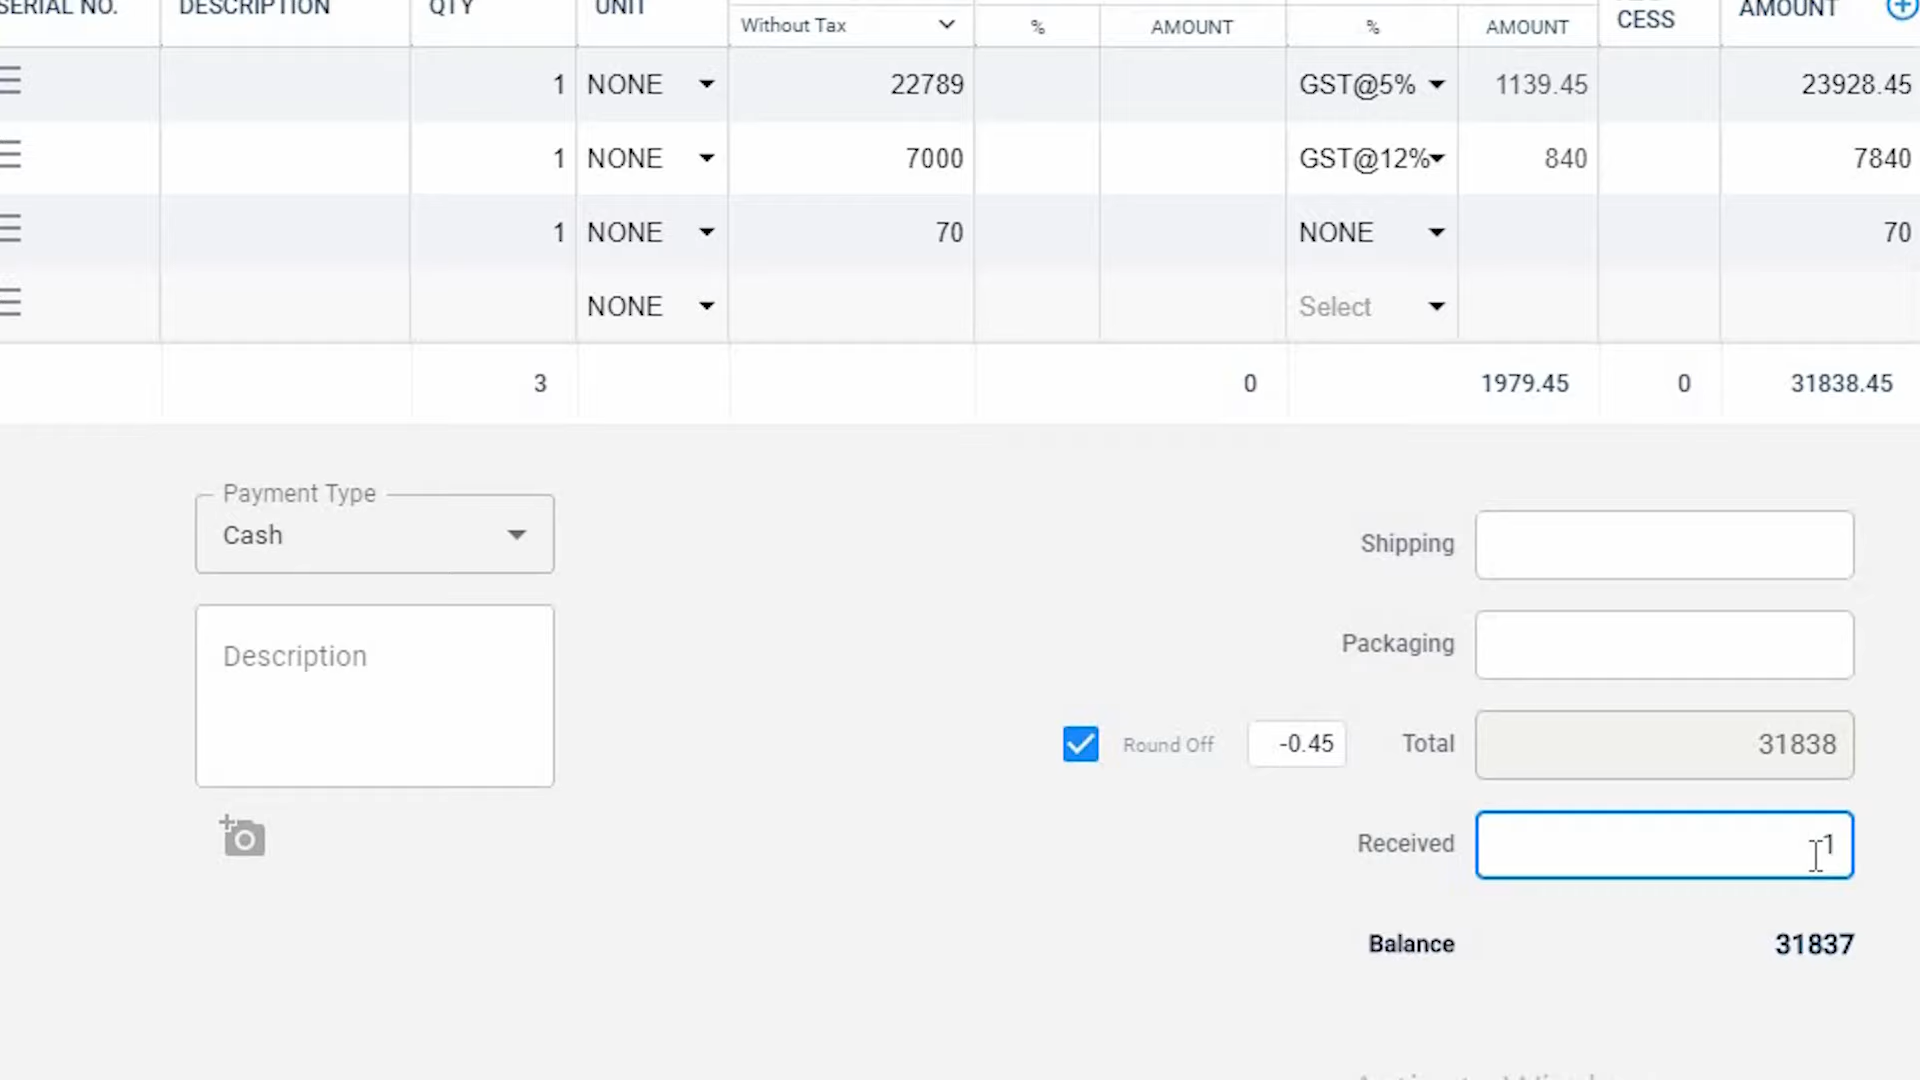 SERIAL NO. DESCRIPTION QTY UNIT AMOUNT
CESS
Without Tax % AMOUNT % AMOUNT
1 NONE 22789 GST@5% 1139.45 23928.45
1 NONE 7000 GST@12% 840 7840
1 NONE 70 NONE 70
NONE Select
3 0 1979.45 0 31838.45
Payment Type
Cash
Description
Shipping
Packaging
Round Off -0.45 Total 31838
Received 1
Balance 31837